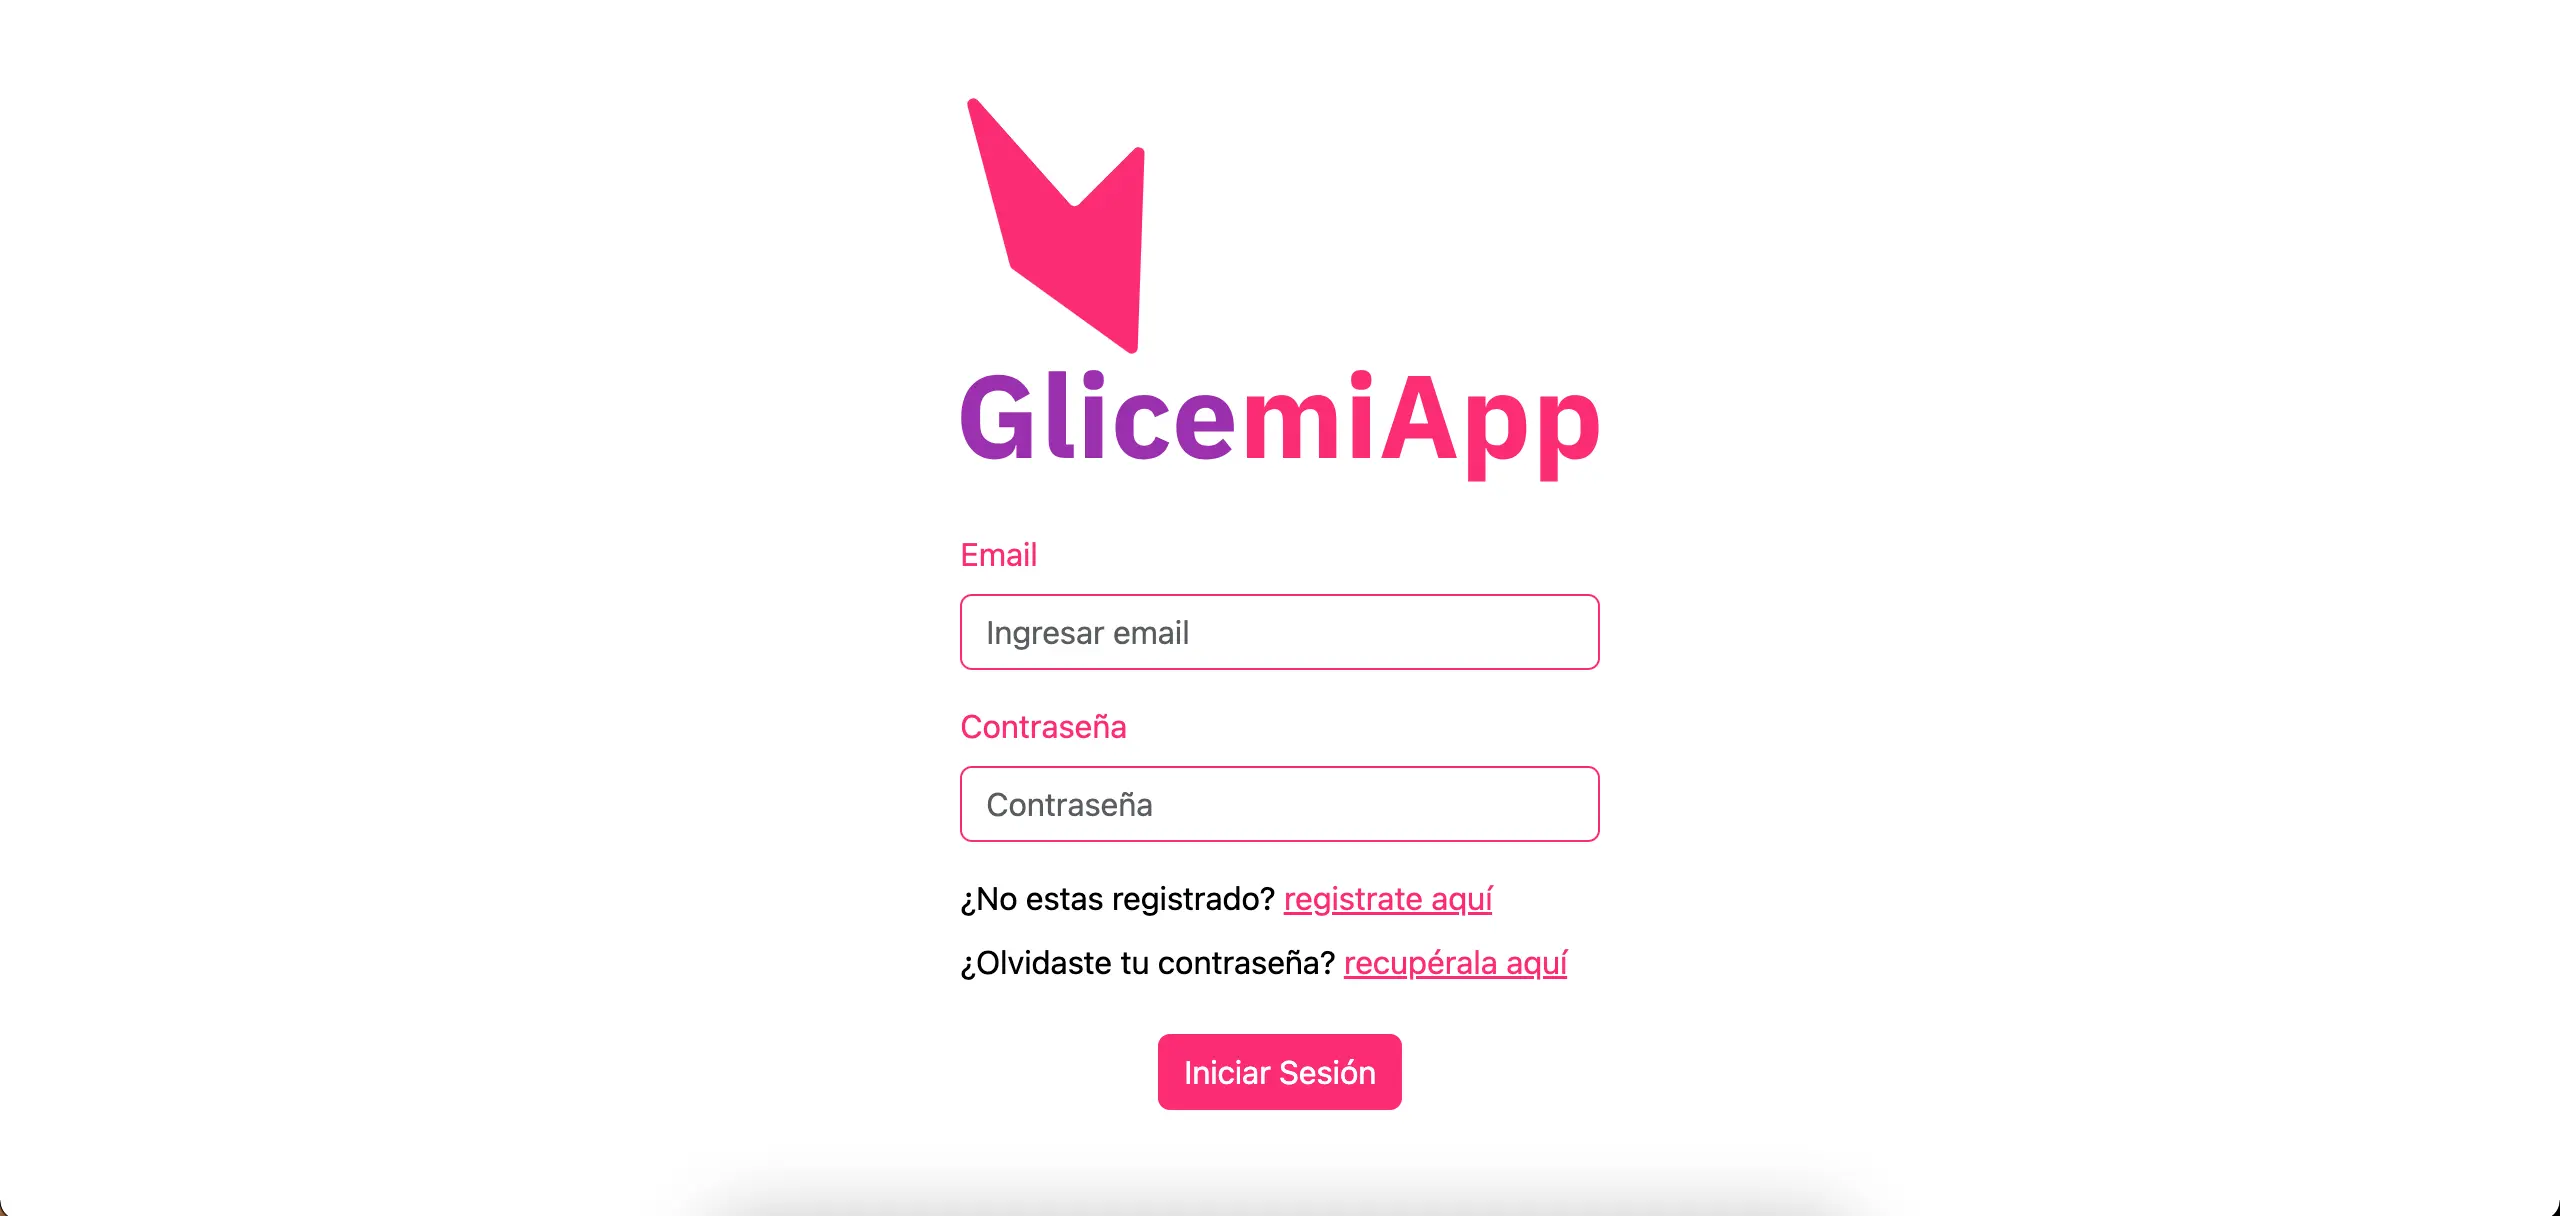 GlicemiApp
Email
Ingresar email
Contraseña
Contraseña
¿No estas registrado? registrate aquí
¿Olvidaste tu contraseña? recupérala aquí
Iniciar Sesión